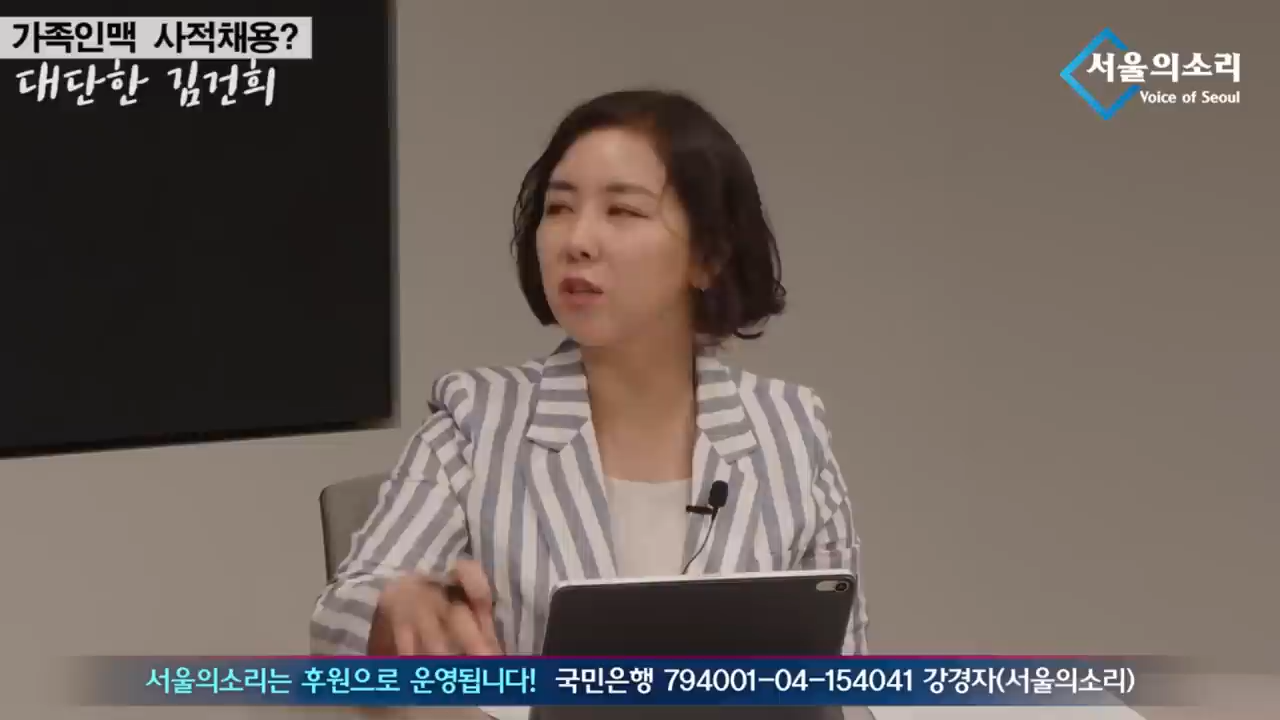 가족인맥 사적채용?
대단한 김건희
서울의소리
Voice of Seoul
서울의소리는 후원으로 운영됩니다! 국민은행 794001-04-154041 강경자(서울의소리)